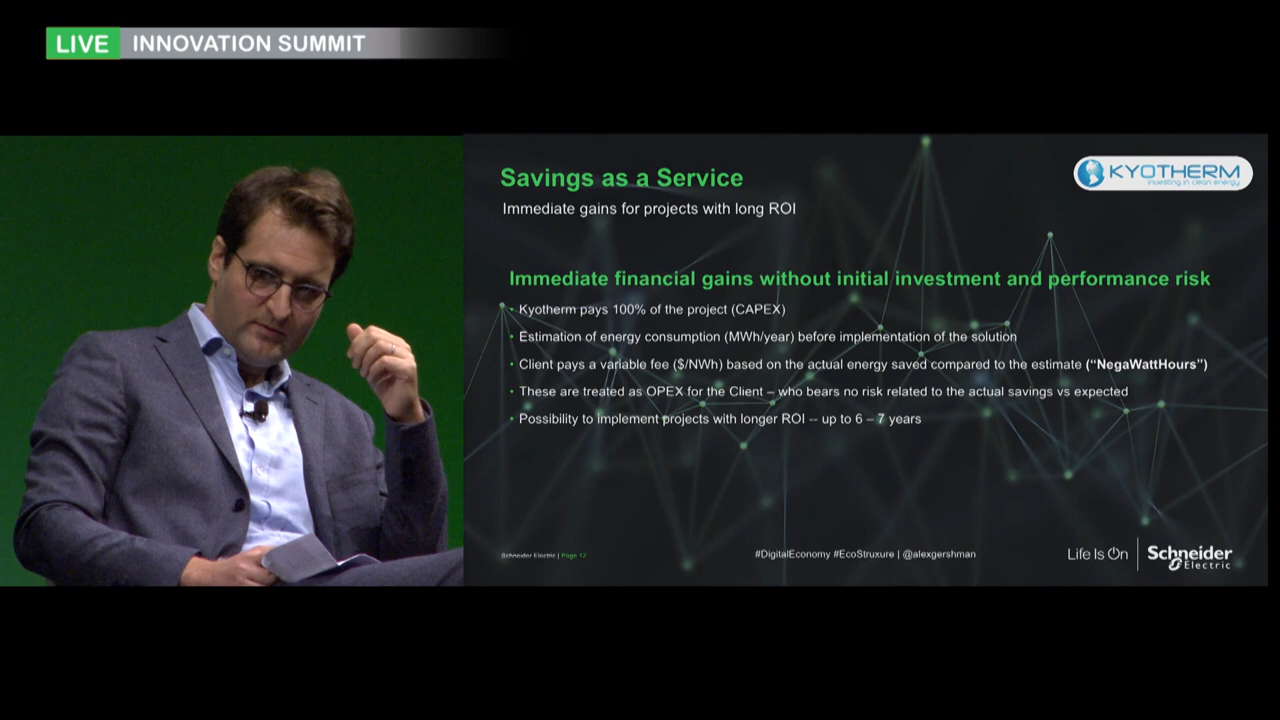 LIVE INNOVATION SUMMIT
Savings as a Service
KYOTHERM
investing in clean energy
Immediate gains for projects with long ROI
Immediate financial gains without initial investment and performance risk
• Kyotherm pays 100% of the project (CAPEX)
• Estimation of energy consumption (MWh/year) before implementation of the solution
• Client pays a variable fee ($/NWh) based on the actual energy saved compared to the estimate (“NegaWattHours”)
• These are treated as OPEX for the Client – who bears no risk related to the actual savings vs expected
• Possibility to implement projects with longer ROI -- up to 6 – 7 years
Schneider Electric | Page 12
#DigitalEconomy #EcoStruxure | @alexgershman
Life Is On
Schneider
Electric